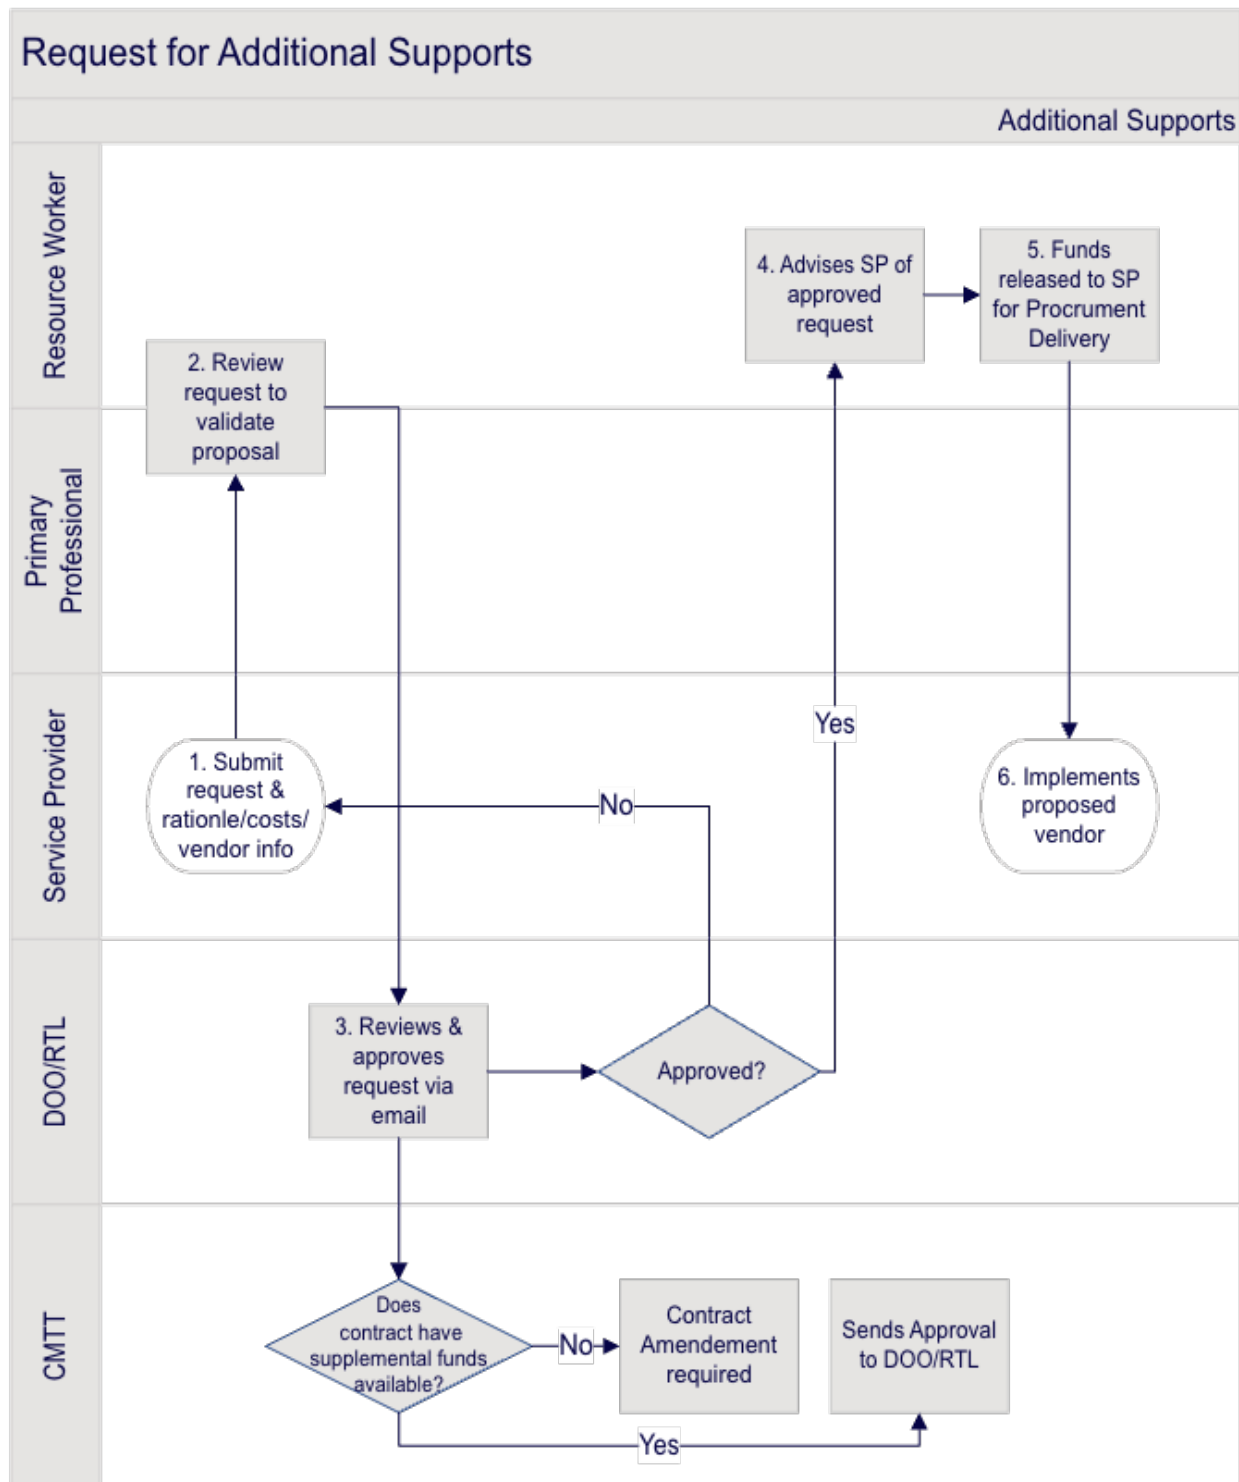 Request for Additional Supports
Additional Supports
Resource Worker
4. Advises SP of
approved
request
5. Funds
released to SP
for Procrument
Delivery
2. Review
request to
validate
proposal
Primary
Professional
Service Provider
1. Submit
request &
rationle/costs/
vendor info
No
Yes
6. Implements
proposed
vendor
DOO/RTL
3. Reviews &
approves
request via
email
Approved?
CMTT
Does
contract have
supplemental funds
available?
No
Contract
Amendement
required
Sends Approval
to DOO/RTL
Yes